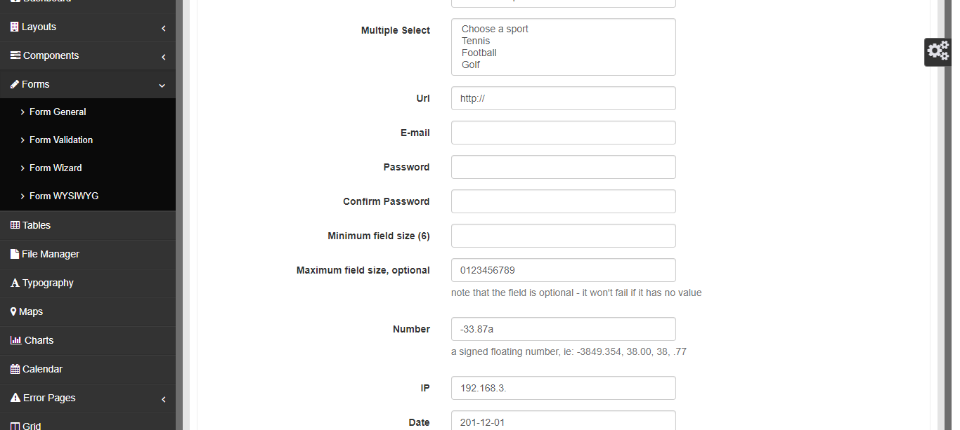 Dashboard
Layouts
Components
Forms
Form General
Form Validation
Form Wizard
Form WYSIWYG
Tables
File Manager
Typography
Maps
Charts
Calendar
Error Pages
Grid
Multiple Select
Choose a sport
Tennis
Football
Golf
Url
http://
E-mail
Password
Confirm Password
Minimum field size (6)
Maximum field size, optional
0123456789
note that the field is optional - it won't fail if it has no value
Number
-33.87a
a signed floating number, ie: -3849.354, 38.00, 38, .77
IP
192.168.3.
Date
201-12-01